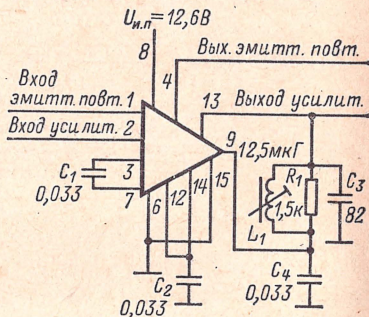 Uи.п=12,6В
8
Вых. эмитт. повт.
4
Вход
эмитт. повт. 1
13
Выход усилит.
Вход усилит. 2
9
12,5мкГ
C1
0,033
3
7
6
12
14
15
R1
1,5к
C3
82
L1
C2
0,033
C4
0,033